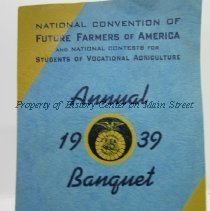 NATIONAL CONVENTION OF
FUTURE FARMERS OF AMERICA
AND NATIONAL CONTESTS FOR
STUDENTS OF VOCATIONAL AGRICULTURE
Annual
Property of History Center on Main Street
19 39
Banquet